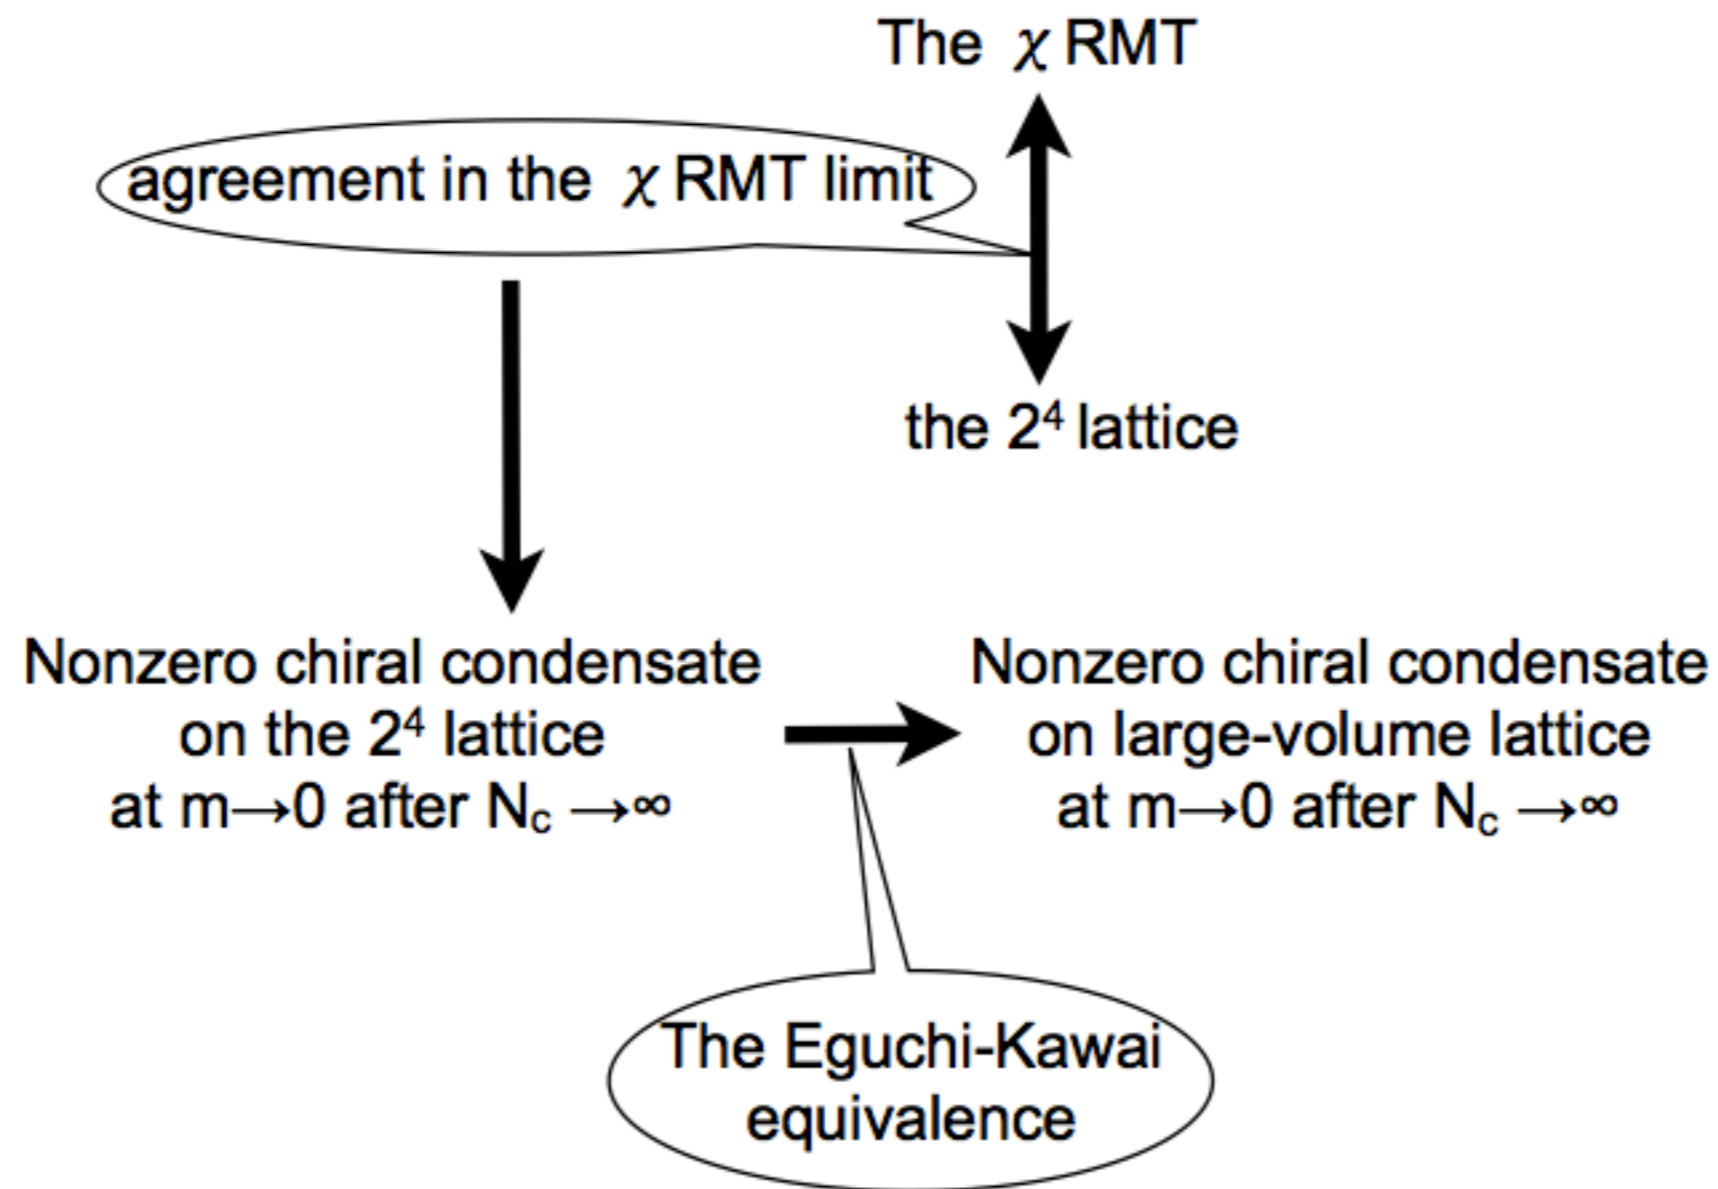 The χ RMT
agreement in the χ RMT limit
the 2⁴ lattice
Nonzero chiral condensate
on the 2⁴ lattice
at m→0 after N꜀ →∞
Nonzero chiral condensate
on large-volume lattice
at m→0 after N꜀ →∞
The Eguchi-Kawai
equivalence